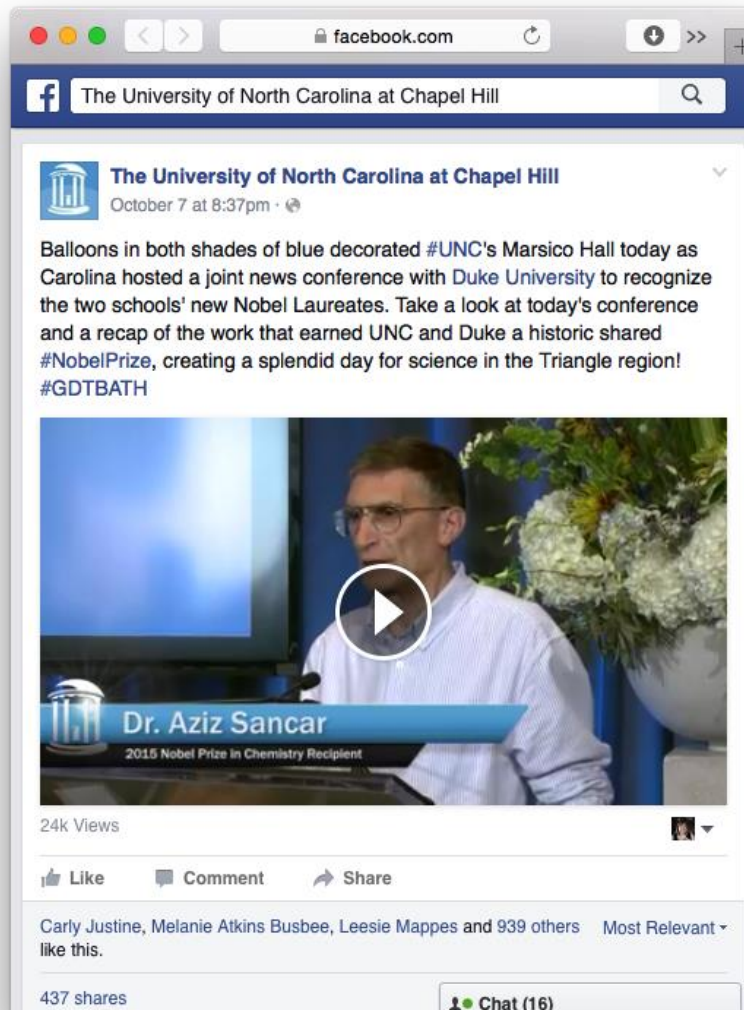 facebook.com
>>
The University of North Carolina at Chapel Hill
The University of North Carolina at Chapel Hill
October 7 at 8:37pm ·
Balloons in both shades of blue decorated #UNC's Marsico Hall today as
Carolina hosted a joint news conference with Duke University to recognize
the two schools' new Nobel Laureates. Take a look at today's conference
and a recap of the work that earned UNC and Duke a historic shared
#NobelPrize, creating a splendid day for science in the Triangle region!
#GDTBATH
Dr. Aziz Sancar
2015 Nobel Prize in Chemistry Recipient
24k Views
Like Comment Share
Carly Justine, Melanie Atkins Busbee, Leesie Mappes and 939 others Most Relevant
like this.
437 shares
Chat (16)